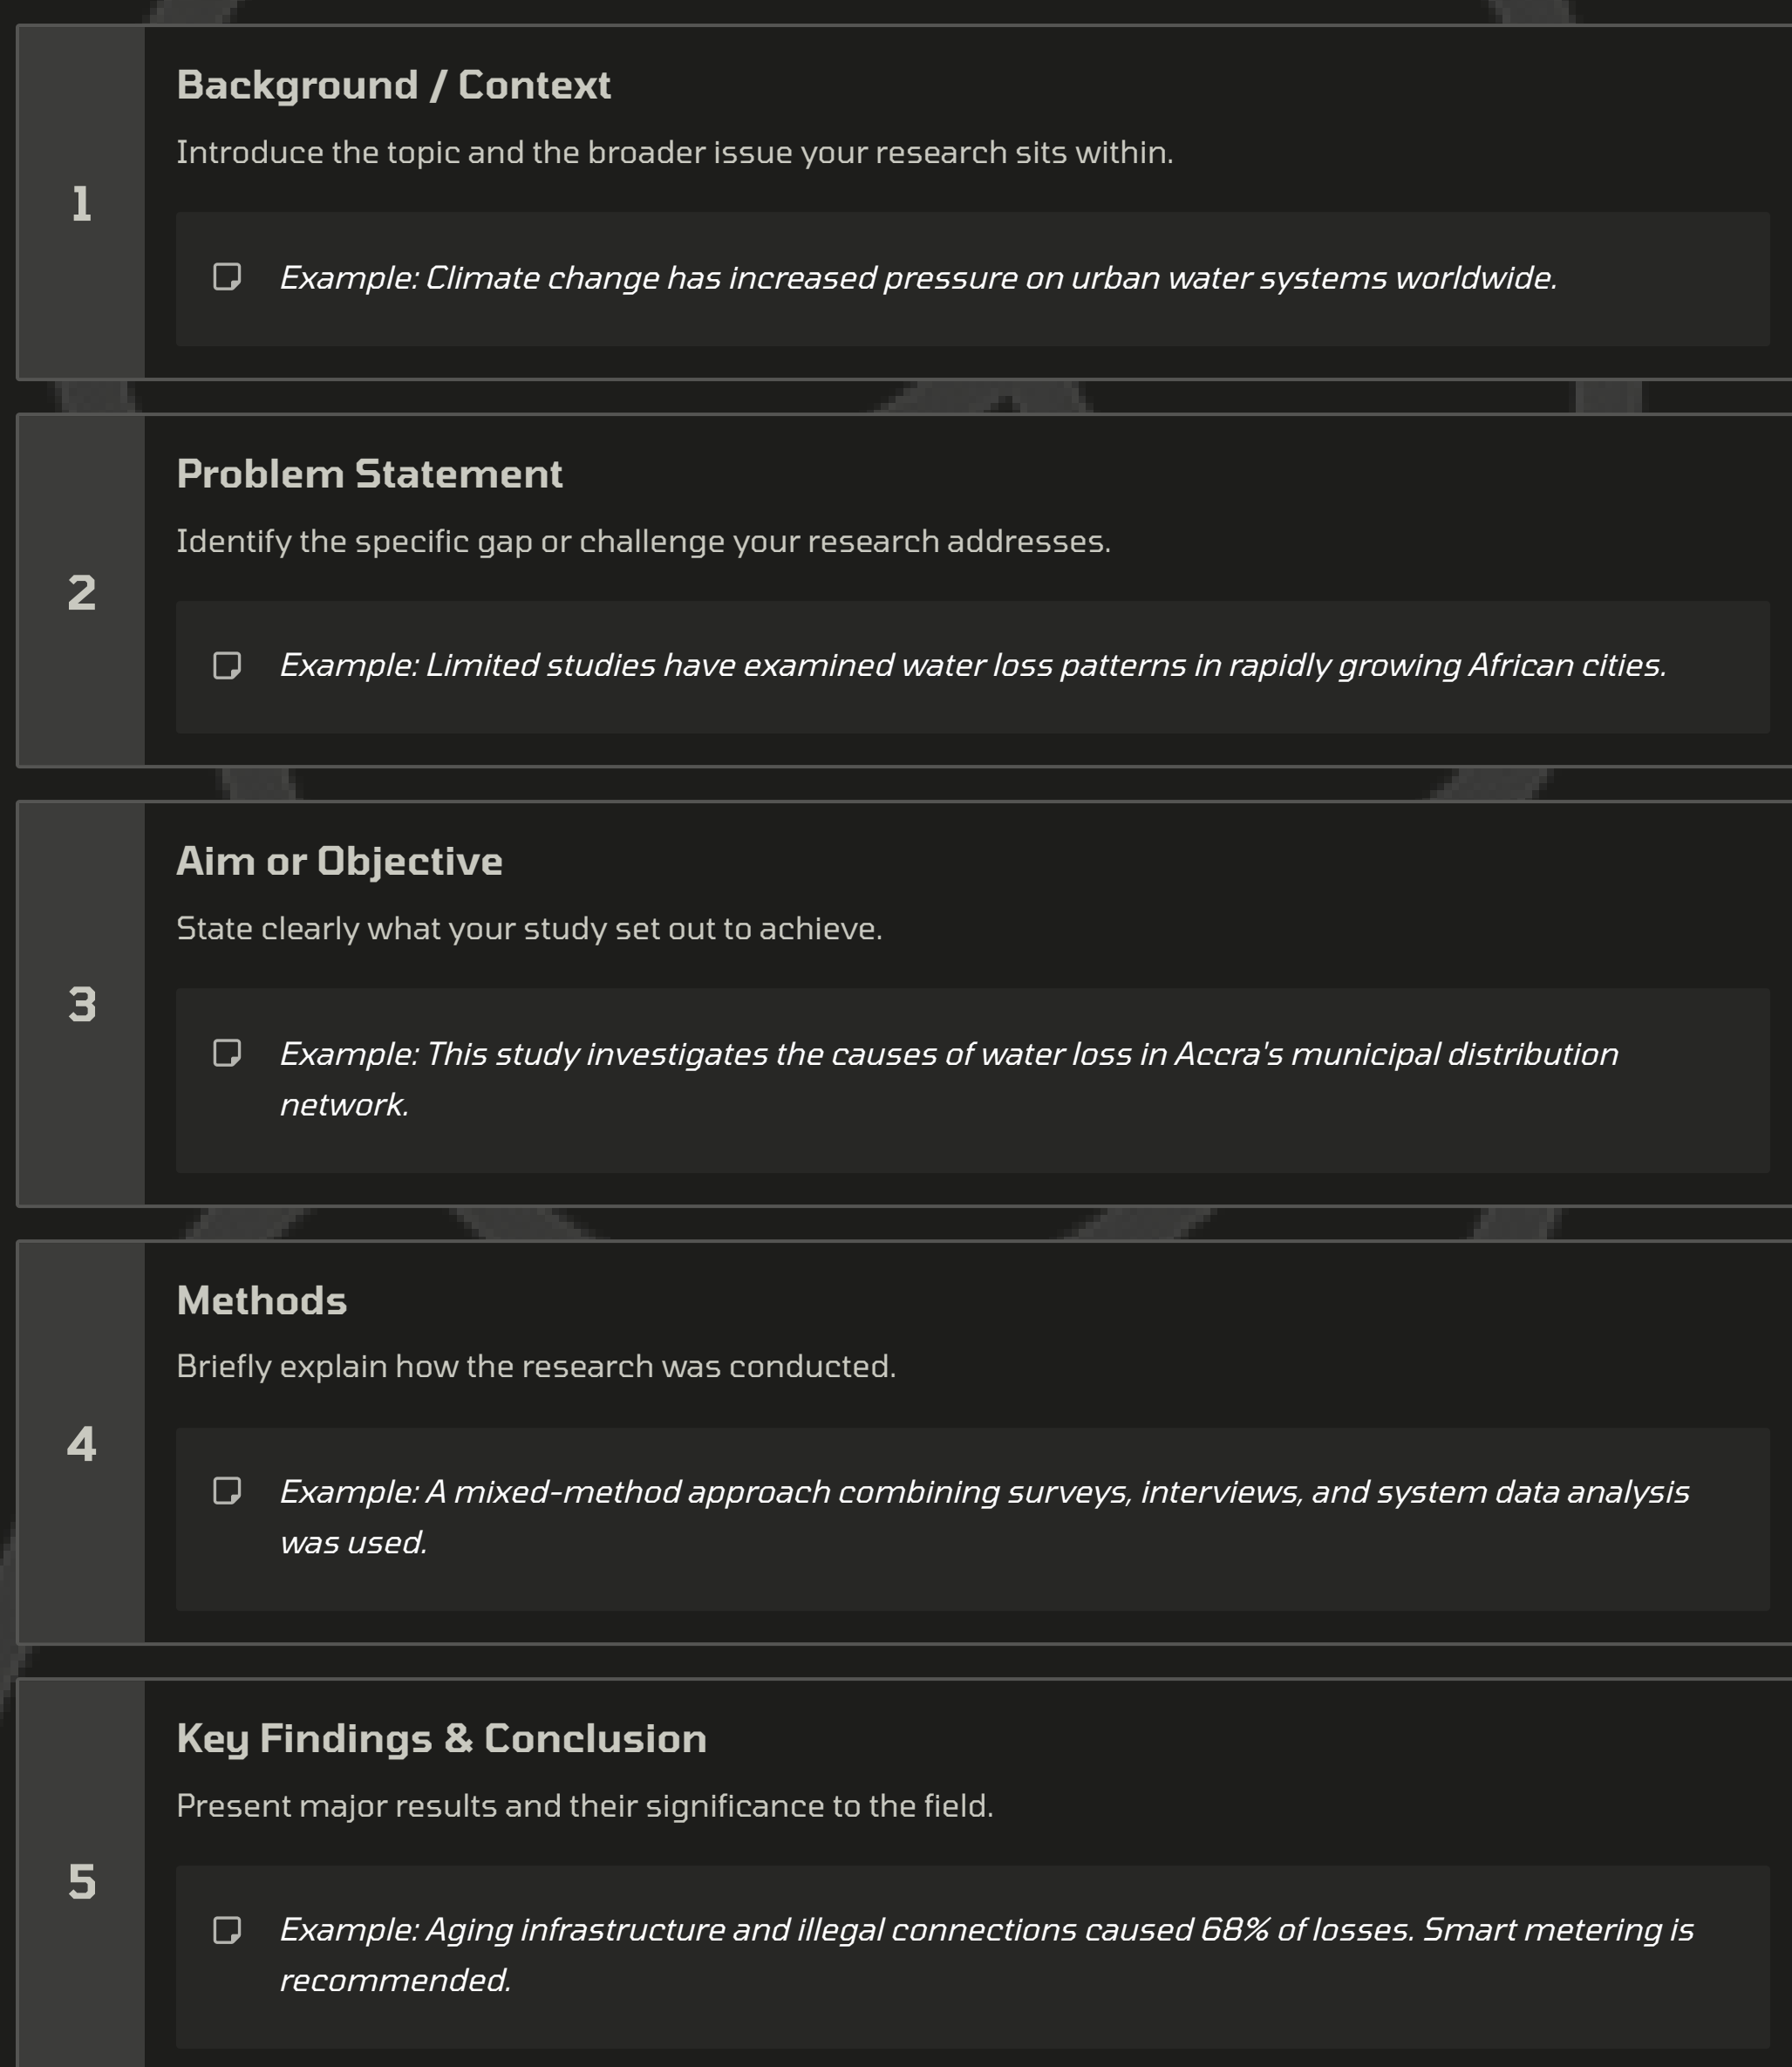 Background / Context
Introduce the topic and the broader issue your research sits within.
1
Example: Climate change has increased pressure on urban water systems worldwide.
Problem Statement
Identify the specific gap or challenge your research addresses.
2
Example: Limited studies have examined water loss patterns in rapidly growing African cities.
Aim or Objective
State clearly what your study set out to achieve.
3
Example: This study investigates the causes of water loss in Accra's municipal distribution
network.
Methods
Briefly explain how the research was conducted.
4
Example: A mixed-method approach combining surveys, interviews, and system data analysis
was used.
Key Findings & Conclusion
Present major results and their significance to the field.
5
Example: Aging infrastructure and illegal connections caused 68% of losses. Smart metering is
recommended.